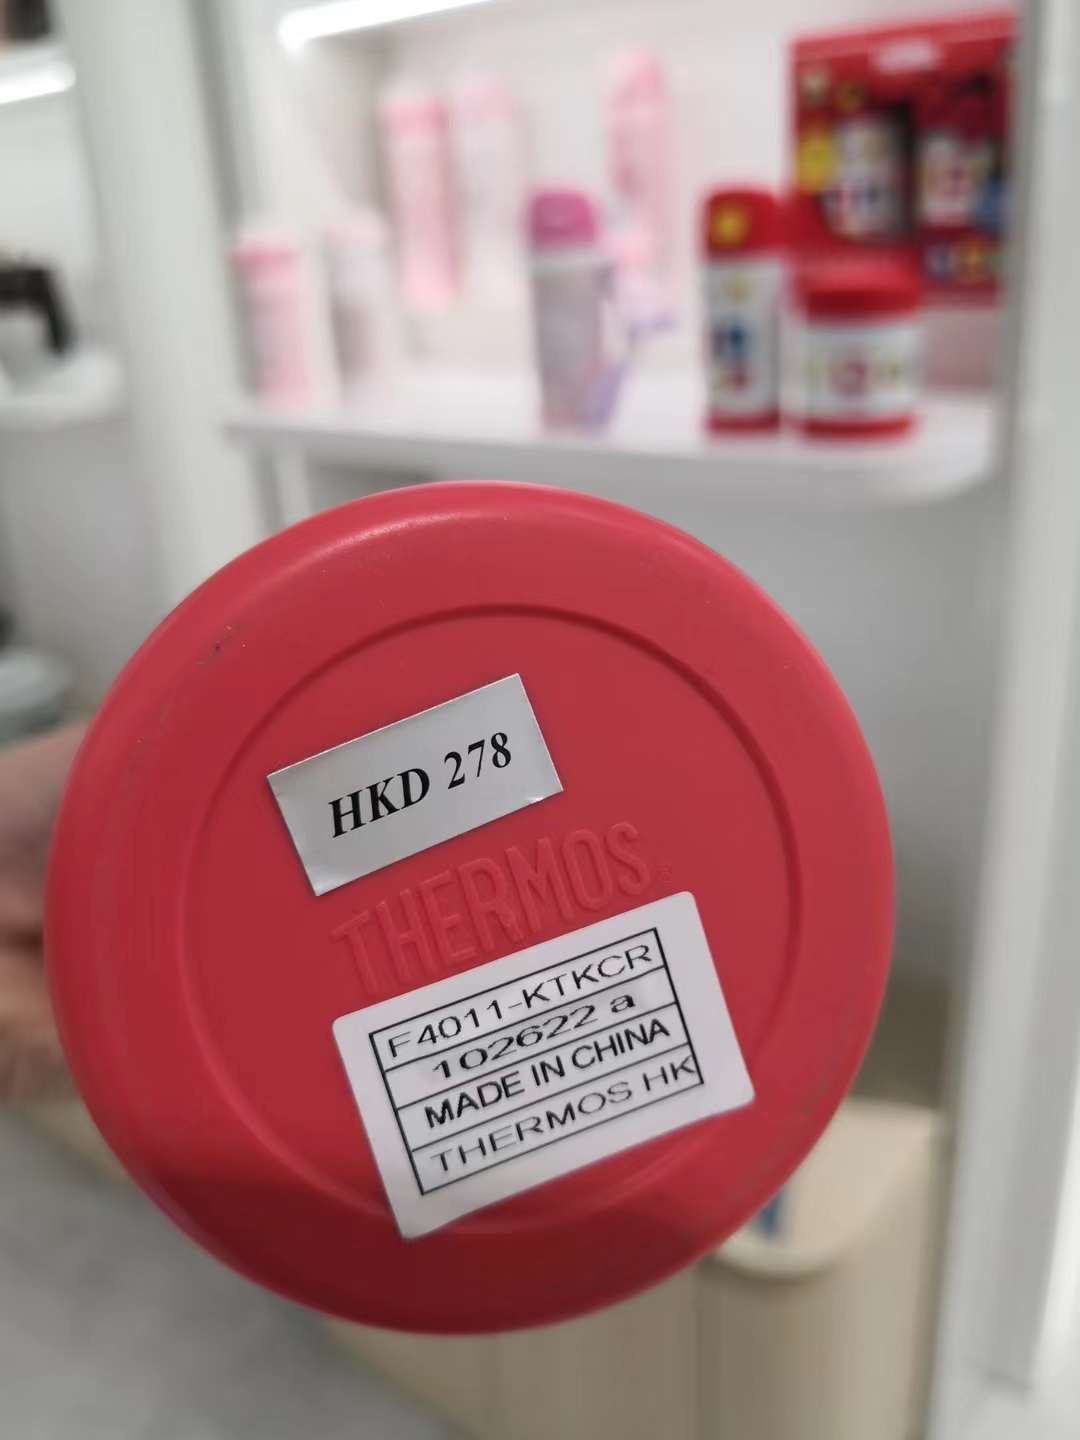 HKD 278
THERMOS
F4011-KTKCR
102622 a
MADE IN CHINA
THERMOS HK